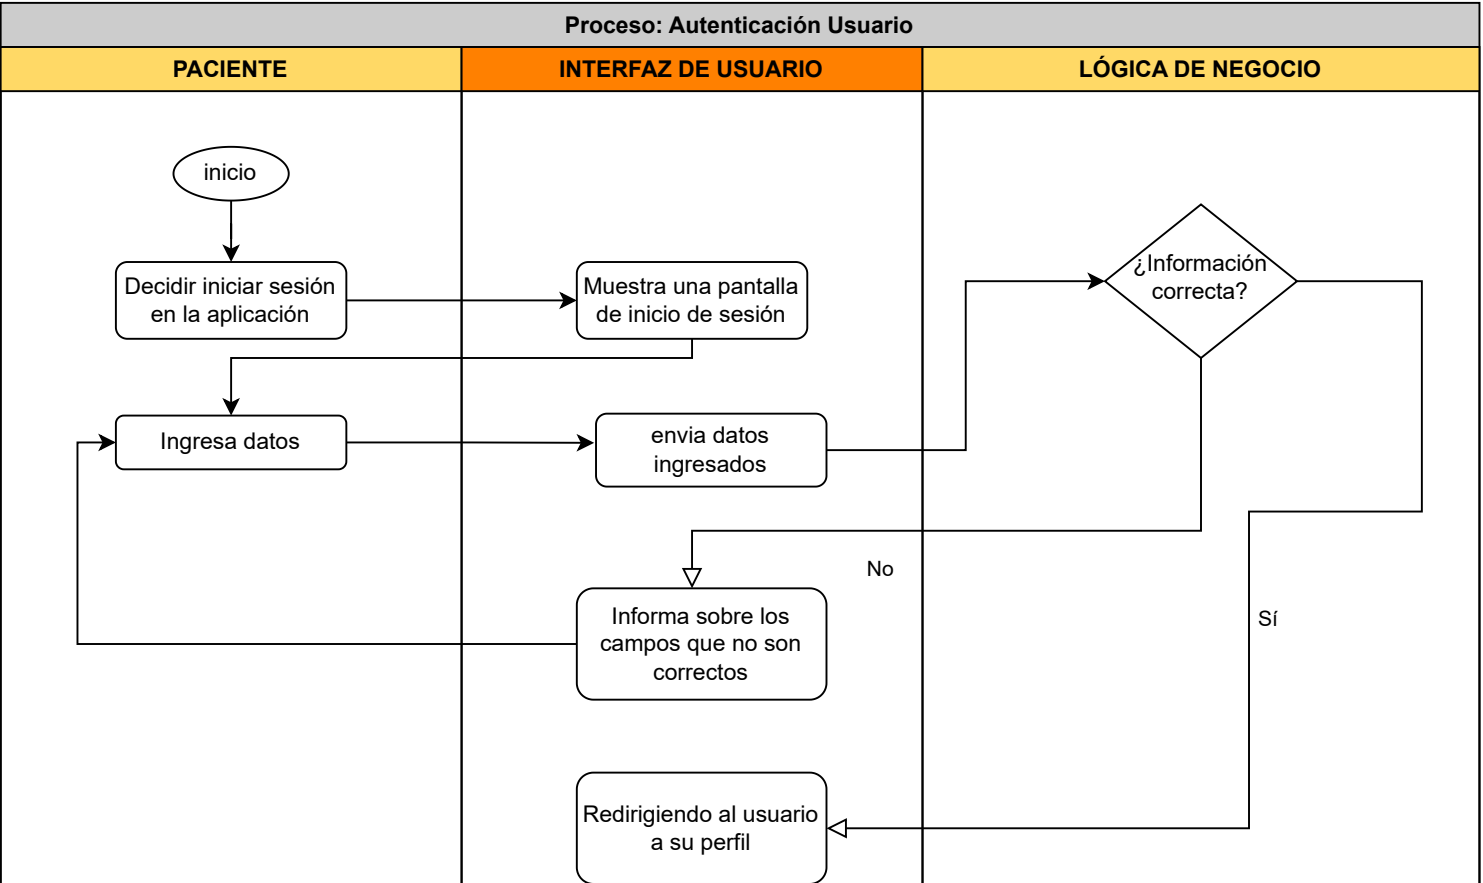 Proceso: Autenticación Usuario
PACIENTE
INTERFAZ DE USUARIO
LÓGICA DE NEGOCIO
inicio
Decidir iniciar sesión
en la aplicación
Muestra una pantalla
de inicio de sesión
¿Información
correcta?
Ingresa datos
envia datos
ingresados
No
Informa sobre los
campos que no son
correctos
Sí
Redirigiendo al usuario
a su perfil